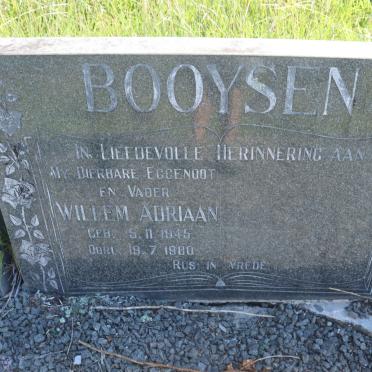 BOOYSEN
IN LIEFDEVOLLE HERINNERING AAN
MY DIERBARE EGGENOOT
EN VADER
WILLEM ADRIAAN
GEB. 5.11.1945
OORL. 19.7.1980
RUS IN VREDE